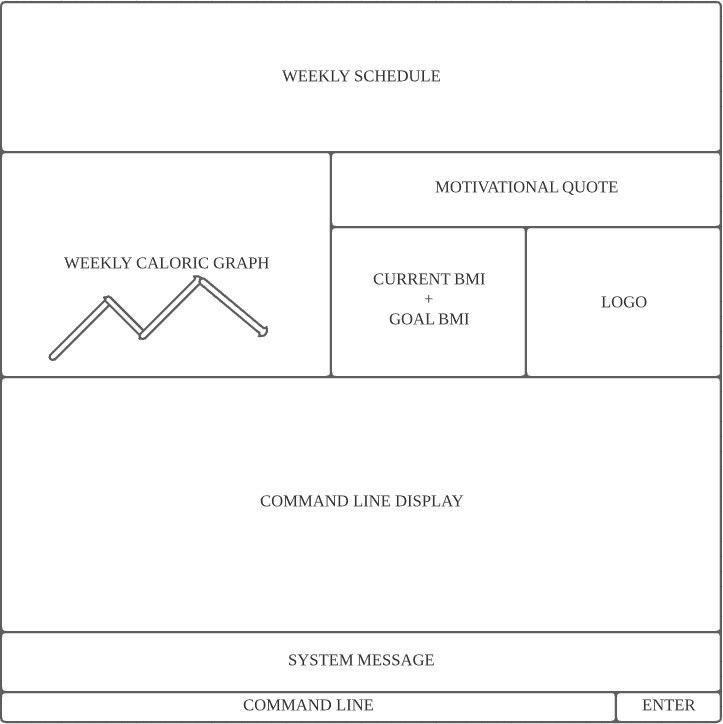 WEEKLY SCHEDULE
MOTIVATIONAL QUOTE
WEEKLY CALORIC GRAPH
CURRENT BMI
+
GOAL BMI
LOGO
COMMAND LINE DISPLAY
SYSTEM MESSAGE
COMMAND LINE
ENTER